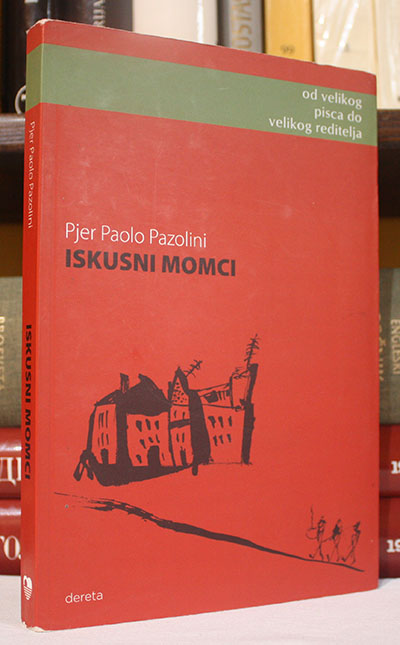 od velikog
pisca do
velikog reditelja
Pjer Paolo Pazolini
ISKUSNI MOMCI
dereta
Pjer Paolo Pazolini
ISKUSNI MOMCI